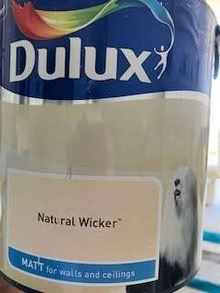 Dulux
Natural Wicker™
MATT for walls and ceilings